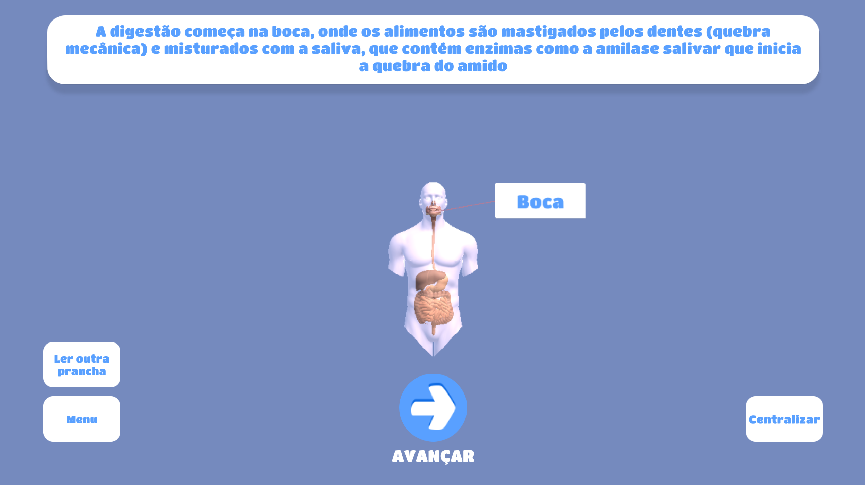 A digestão começa na boca, onde os alimentos são mastigados pelos dentes (quebra
mecânica) e misturados com a saliva, que contém enzimas como a amilase salivar que inicia
a quebra do amido
Boca
Ler outra
prancha
Menu
Centralizar
AVANÇAR